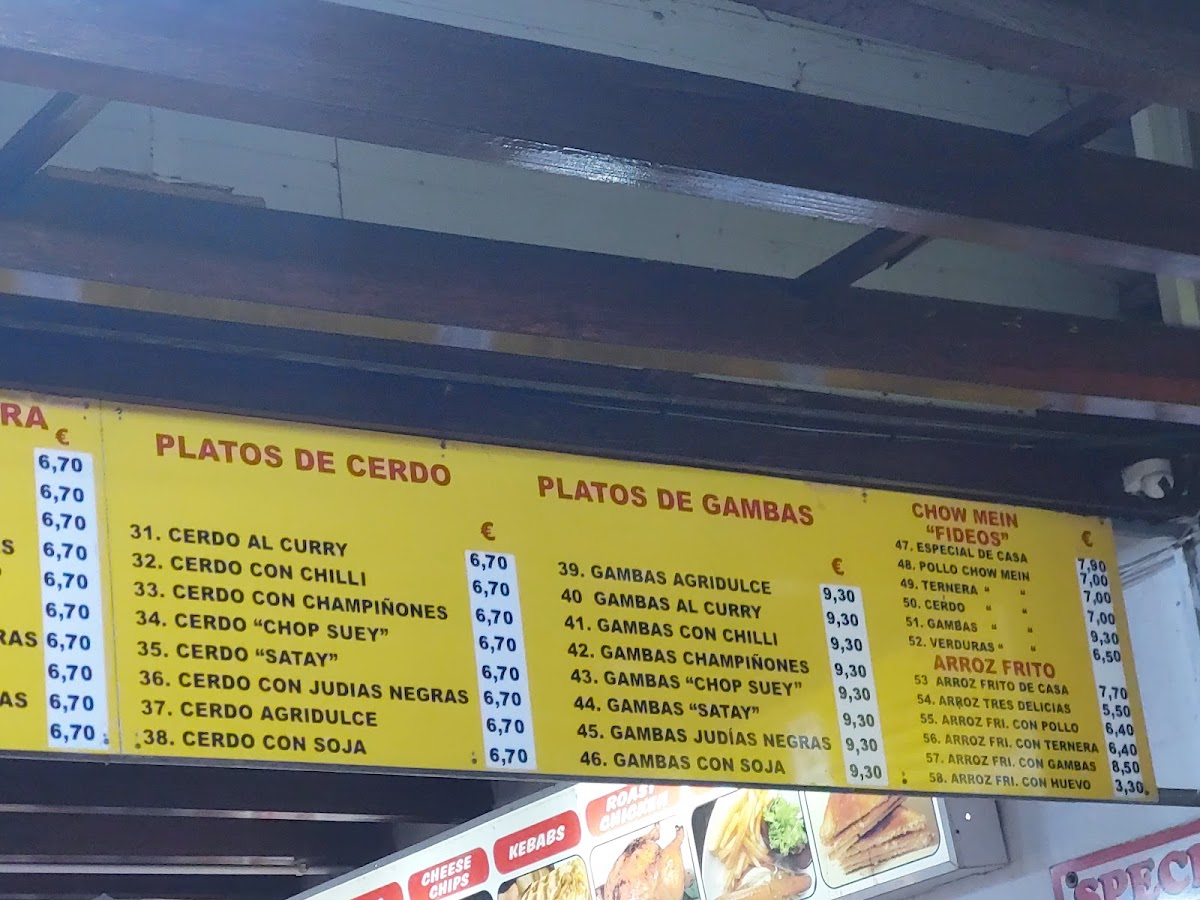 RA
€
6,70
6,70
6,70
S 6,70
6,70
6,70
RAS 6,70
6,70
AS 6,70
6,70
PLATOS DE CERDO
€
31. CERDO AL CURRY 6,70
32. CERDO CON CHILLI 6,70
33. CERDO CON CHAMPIÑONES 6,70
34. CERDO “CHOP SUEY” 6,70
35. CERDO “SATAY” 6,70
36. CERDO CON JUDIAS NEGRAS 6,70
37. CERDO AGRIDULCE 6,70
38. CERDO CON SOJA 6,70
PLATOS DE GAMBAS
€
39. GAMBAS AGRIDULCE 9,30
40 GAMBAS AL CURRY 9,30
41. GAMBAS CON CHILLI 9,30
42. GAMBAS CHAMPIÑONES 9,30
43. GAMBAS “CHOP SUEY” 9,30
44. GAMBAS “SATAY” 9,30
45. GAMBAS JUDÍAS NEGRAS 9,30
46. GAMBAS CON SOJA 9,30
CHOW MEIN
“FIDEOS” €
47. ESPECIAL DE CASA 7,90
48. POLLO CHOW MEIN 7,00
49. TERNERA “ “ 7,00
50. CERDO “ “ 7,00
51. GAMBAS “ “ 9,30
52. VERDURAS “ “ 6,50
ARROZ FRITO
53 ARROZ FRITO DE CASA 7,70
54. ARROZ TRES DELICIAS 5,50
55. ARROZ FRI. CON POLLO 6,40
56. ARROZ FRI. CON TERNERA 6,40
57. ARROZ FRI. CON GAMBAS 8,50
58. ARROZ FRI. CON HUEVO 3,30
CHEESE
CHIPS
KEBABS
ROAST
CHICKEN
SPECI